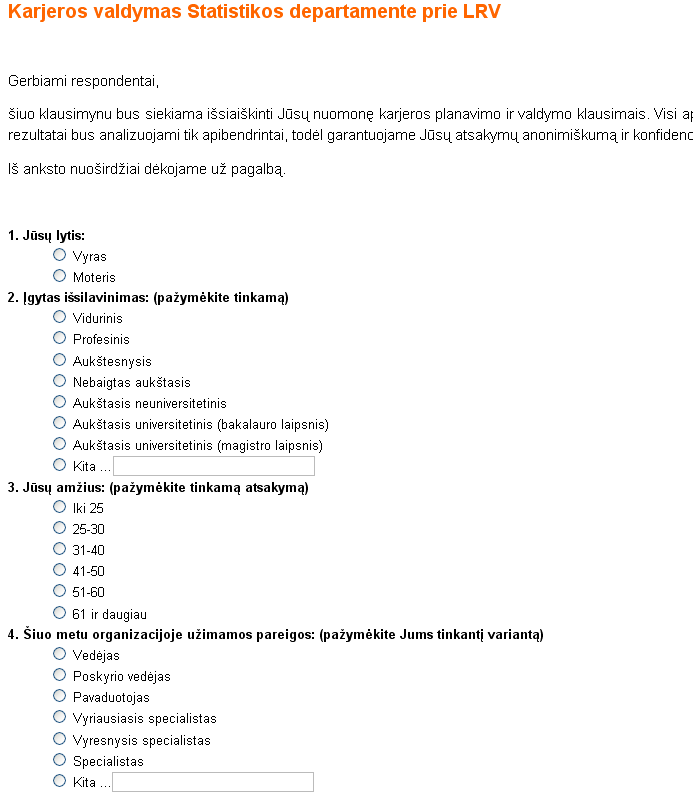 Karjeros valdymas Statistikos departamente prie LRV
Gerbiami respondentai,
šiuo klausimynu bus siekiama išsiaiškinti Jūsų nuomonę karjeros planavimo ir valdymo klausimais. Visi
rezultatai bus analizuojami tik apibendrintai, todėl garantuojame Jūsų atsakymų anonimiškumą ir
Iš anksto nuoširdžiai dėkojame už pagalbą.
1. Jūsų lytis:
Vyras
Moteris
2. Įgytas išsilavinimas: (pažymėkite tinkamą)
Vidurinis
Profesinis
Aukštesnysis
Nebaigtas aukštasis
Aukštasis neuniversitetinis
Aukštasis universitetinis (bakalauro laipsnis)
Aukštasis universitetinis (magistro laipsnis)
Kita ...
3. Jūsų amžius: (pažymėkite tinkamą atsakymą)
Iki 25
25-30
31-40
41-50
51-60
61 ir daugiau
4. Šiuo metu organizacijoje užimamos pareigos: (pažymėkite Jums tinkantį variantą)
Vedėjas
Poskyrio vedėjas
Pavaduotojas
Vyriausiasis specialistas
Vyresnysis specialistas
Specialistas
Kita ...